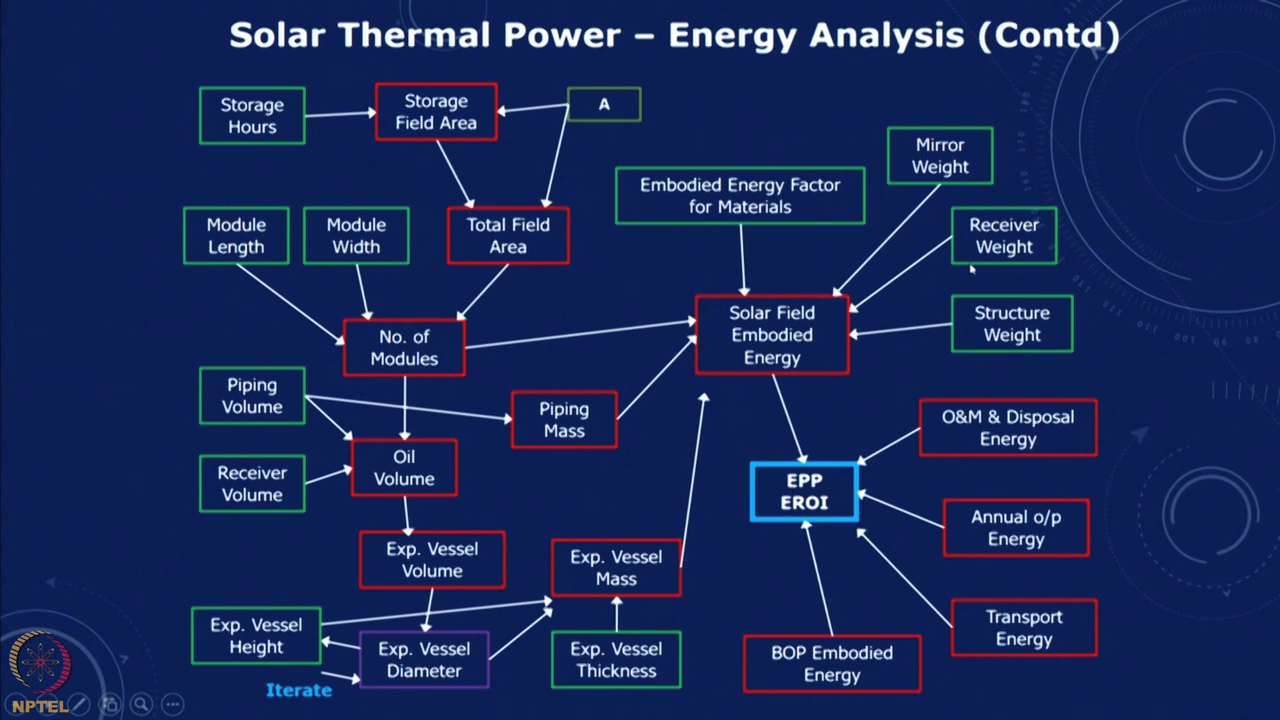 Solar Thermal Power – Energy Analysis (Contd)
Storage
Hours
Storage
Field Area
A
Mirror
Weight
Embodied Energy Factor
for Materials
Module
Length
Module
Width
Total Field
Area
Receiver
Weight
Solar Field
Embodied
Energy
Structure
Weight
No. of
Modules
Piping
Volume
Piping
Mass
O&M & Disposal
Energy
Oil
Volume
Receiver
Volume
EPP
EROI
Annual o/p
Energy
Exp. Vessel
Volume
Exp. Vessel
Mass
Exp. Vessel
Height
Exp. Vessel
Diameter
Exp. Vessel
Thickness
Transport
Energy
BOP Embodied
Energy
Iterate
NPTEL